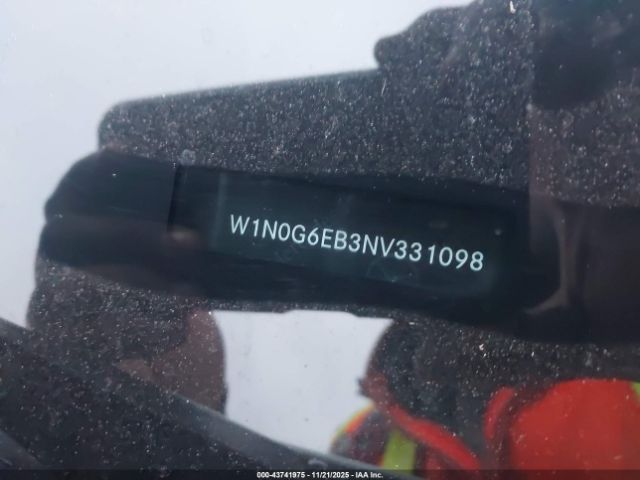 W1N0G6EB3NV331098
000-43741975 - 11/21/2025 - IAA Inc.